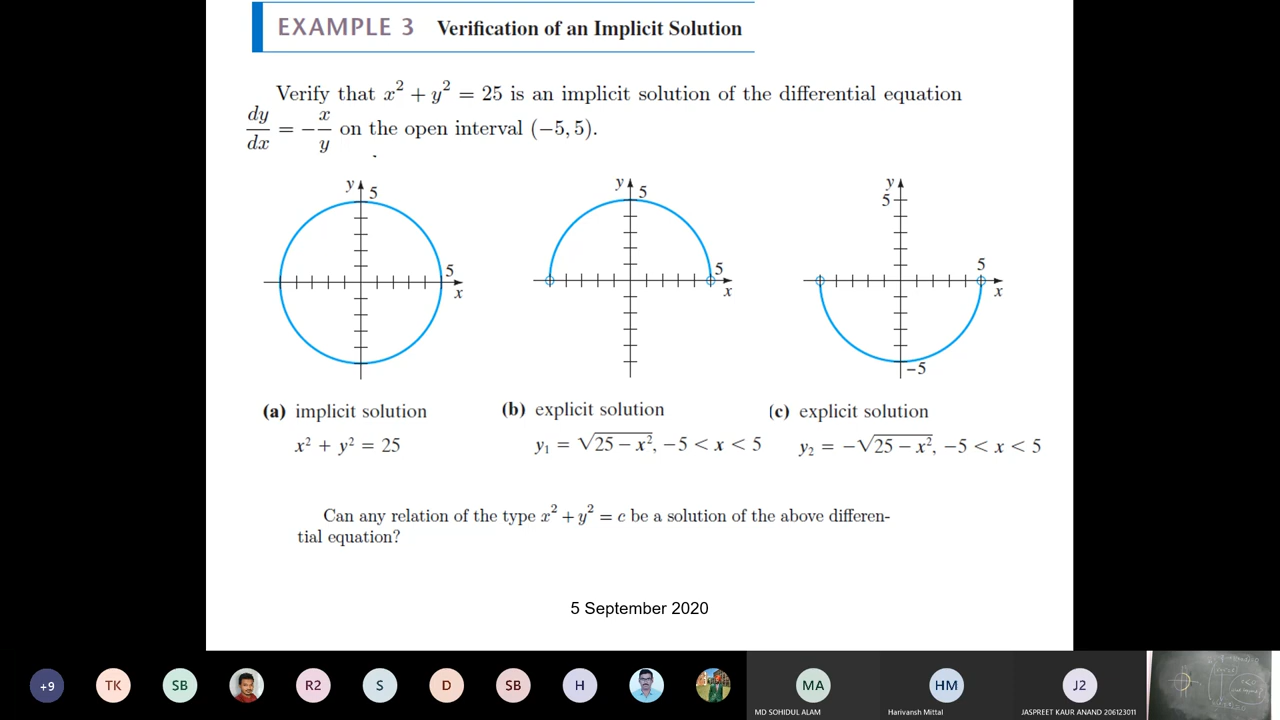 EXAMPLE 3 Verification of an Implicit Solution
Verify that x² + y² = 25 is an implicit solution of the differential equation
dy/dx = −x/y on the open interval (−5, 5).
y 5
5
x
y 5
5
x
y
5
5
x
−5
(a) implicit solution
x² + y² = 25
(b) explicit solution
y₁ = √25 − x², −5 < x < 5
(c) explicit solution
y₂ = −√25 − x², −5 < x < 5
Can any relation of the type x² + y² = c be a solution of the above differen-
tial equation?
5 September 2020
+9 TK SB R2 S D SB H MA HM J2
MD SOHIDUL ALAM Harivansh Mittal JASPREET KAUR ANAND 206123011